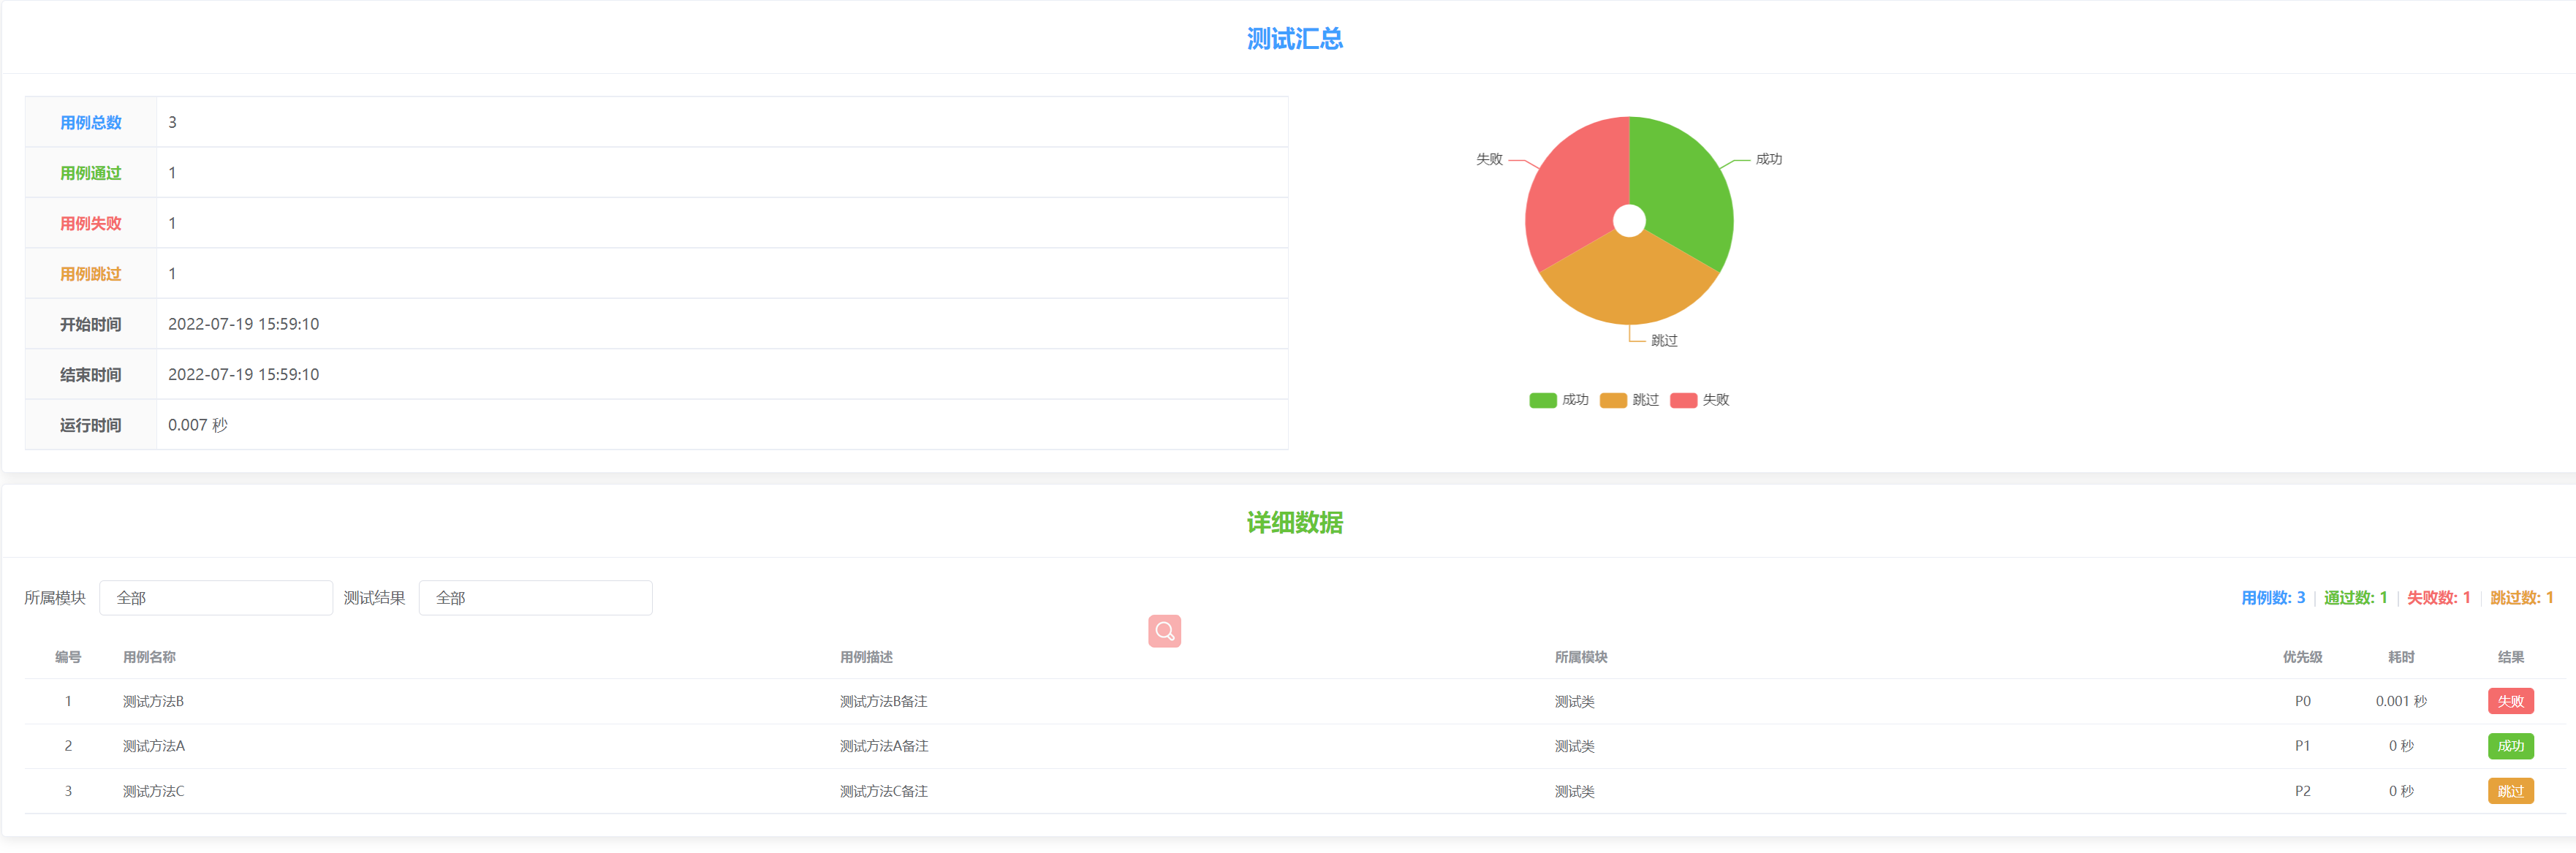 测试汇总
用例总数 3
用例通过 1
用例失败 1
用例跳过 1
开始时间 2022-07-19 15:59:10
结束时间 2022-07-19 15:59:10
运行时间 0.007 秒
失败 成功
跳过
成功 跳过 失败
详细数据
所属模块 全部 测试结果 全部 用例数: 3 | 通过数: 1 | 失败数: 1 | 跳过数: 1
编号 用例名称 用例描述 所属模块 优先级 耗时 结果
1 测试方法B 测试方法B备注 测试类 P0 0.001 秒 失败
2 测试方法A 测试方法A备注 测试类 P1 0 秒 成功
3 测试方法C 测试方法C备注 测试类 P2 0 秒 跳过